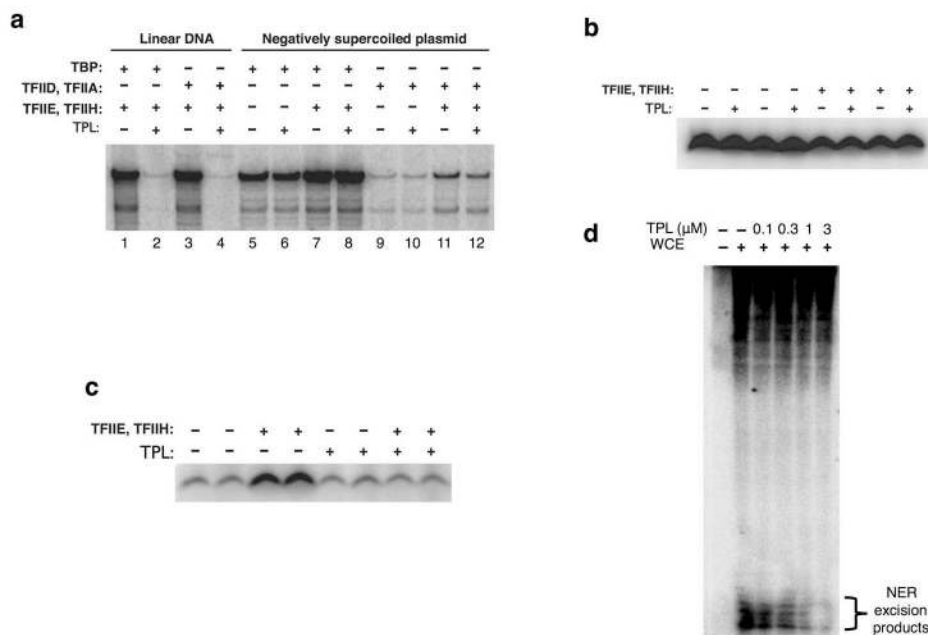 a
Linear DNA Negatively supercoiled plasmid
TBP: + + - - + + + + - - - -
TFIID, TFIIA: - - + + - - - - + + + +
TFIIE, TFIIH: + + + + - - + + - - + +
TPL: - + - + - + - + - + - +
1 2 3 4 5 6 7 8 9 10 11 12
b
TFIIE, TFIIH: - - - - + + + +
TPL: - + - + - + - +
c
TFIIE, TFIIH: - - + + - - + +
TPL: - - - - + + + +
d
TPL (µM) - - 0.1 0.3 1 3
WCE - + + + + +
NER
excision
products